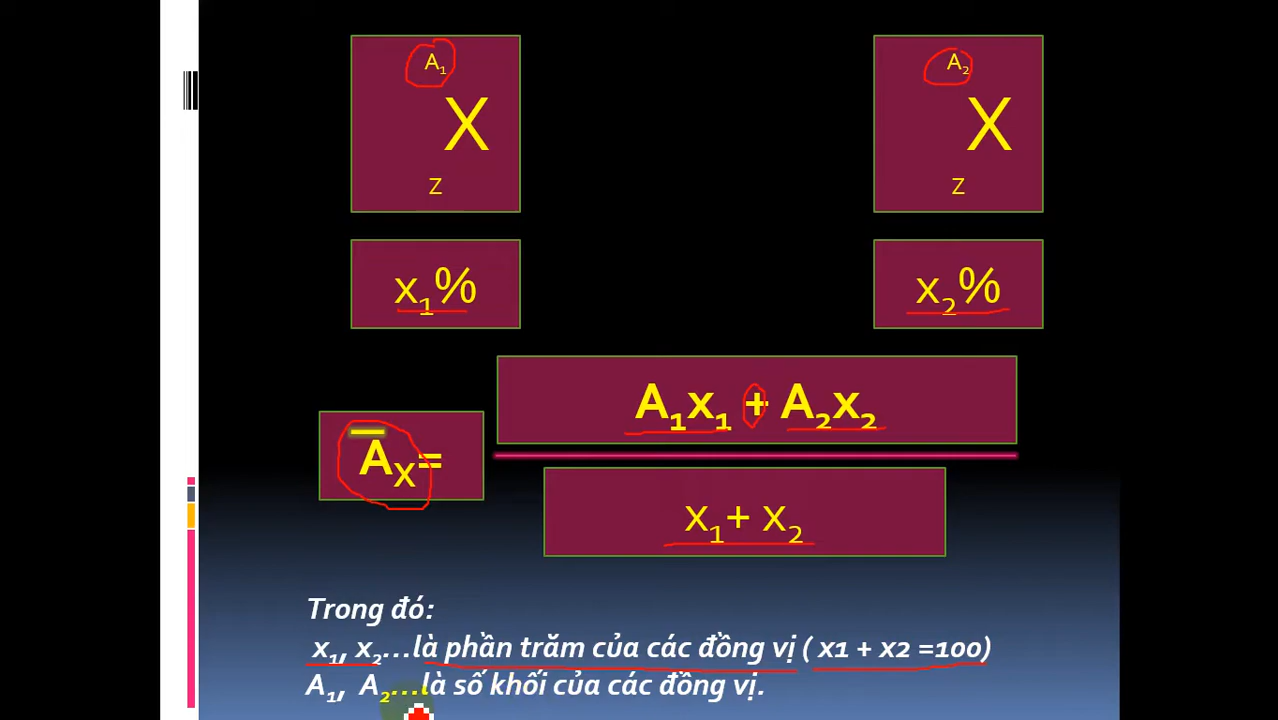 A₁ A₂
X X
Z Z
x₁% x₂%
A₁x₁ + A₂x₂
A̅ₓ=
x₁+ x₂
Trong đó:
x₁, x₂...là phần trăm của các đồng vị ( x1 + x2 =100)
A₁, A₂...là số khối của các đồng vị.